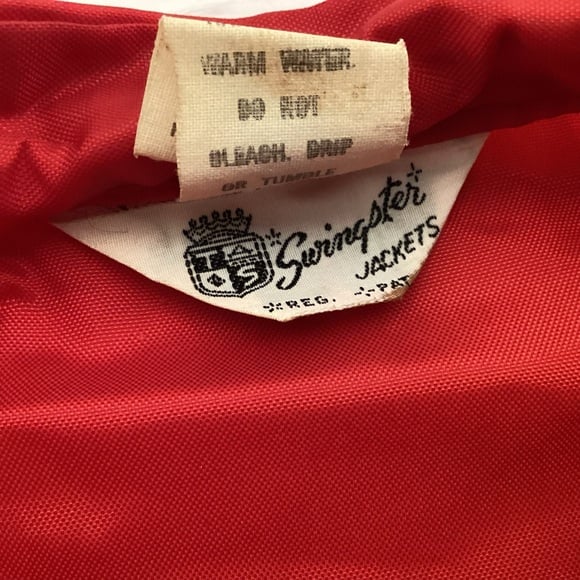 WARM WATER.
DO NOT
BLEACH. DRIP
OR TUMBLE
Swingster
JACKETS
REG. PAT